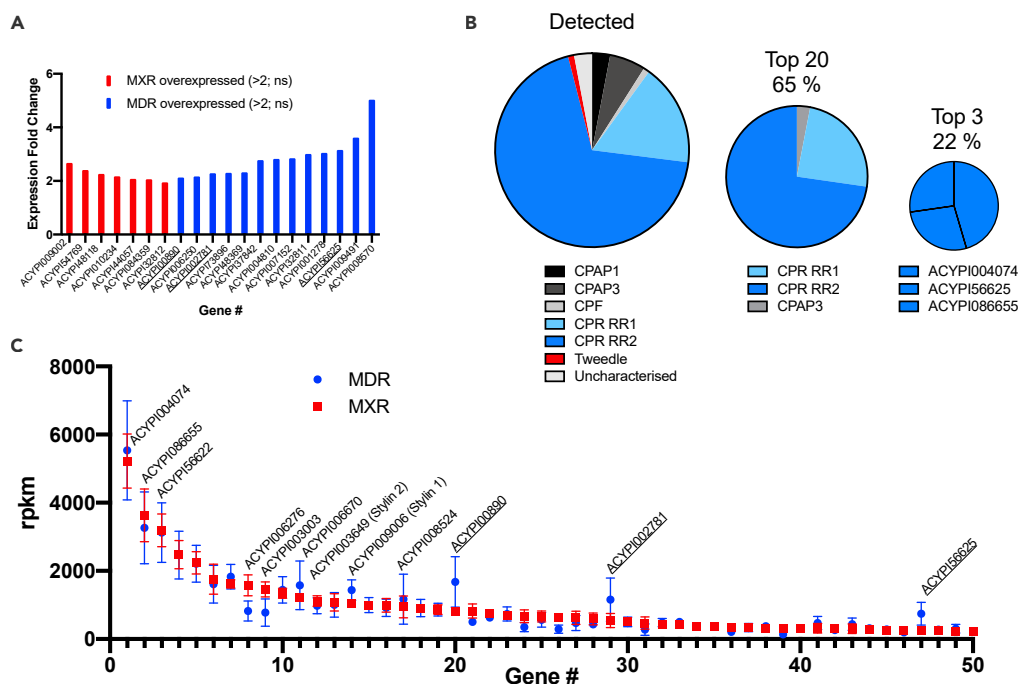 A
MXR overexpressed (>2; ns)
MDR overexpressed (>2; ns)
Expression Fold Change
6
4
2
0
ACYPI009002
ACYPI54769
ACYPI48118
ACYPI010234
ACYPI44057
ACYPI084359
ACYPI32812
ACYPI00890
ACYPI006250
ACYPI002781
ACYPI73896
ACYPI48369
ACYPI37842
ACYPI004810
ACYPI007152
ACYPI32811
ACYPI001278
ACYPI56625
ACYPI009491
ACYPI008570
Gene #
B
Detected
CPAP1
CPAP3
CPF
CPR RR1
CPR RR2
Tweedle
Uncharacterised
Top 20
65 %
CPR RR1
CPR RR2
CPAP3
Top 3
22 %
ACYPI004074
ACYPI56625
ACYPI086655
C
8000
6000
4000
2000
0
rpkm
MDR
MXR
ACYPI004074
ACYPI086655
ACYPI56622
ACYPI006276
ACYPI003003
ACYPI006670
ACYPI003649 (Stylin 2)
ACYPI009006 (Stylin 1)
ACYPI008524
ACYPI00890
ACYPI002781
ACYPI56625
0 10 20 30 40 50
Gene #